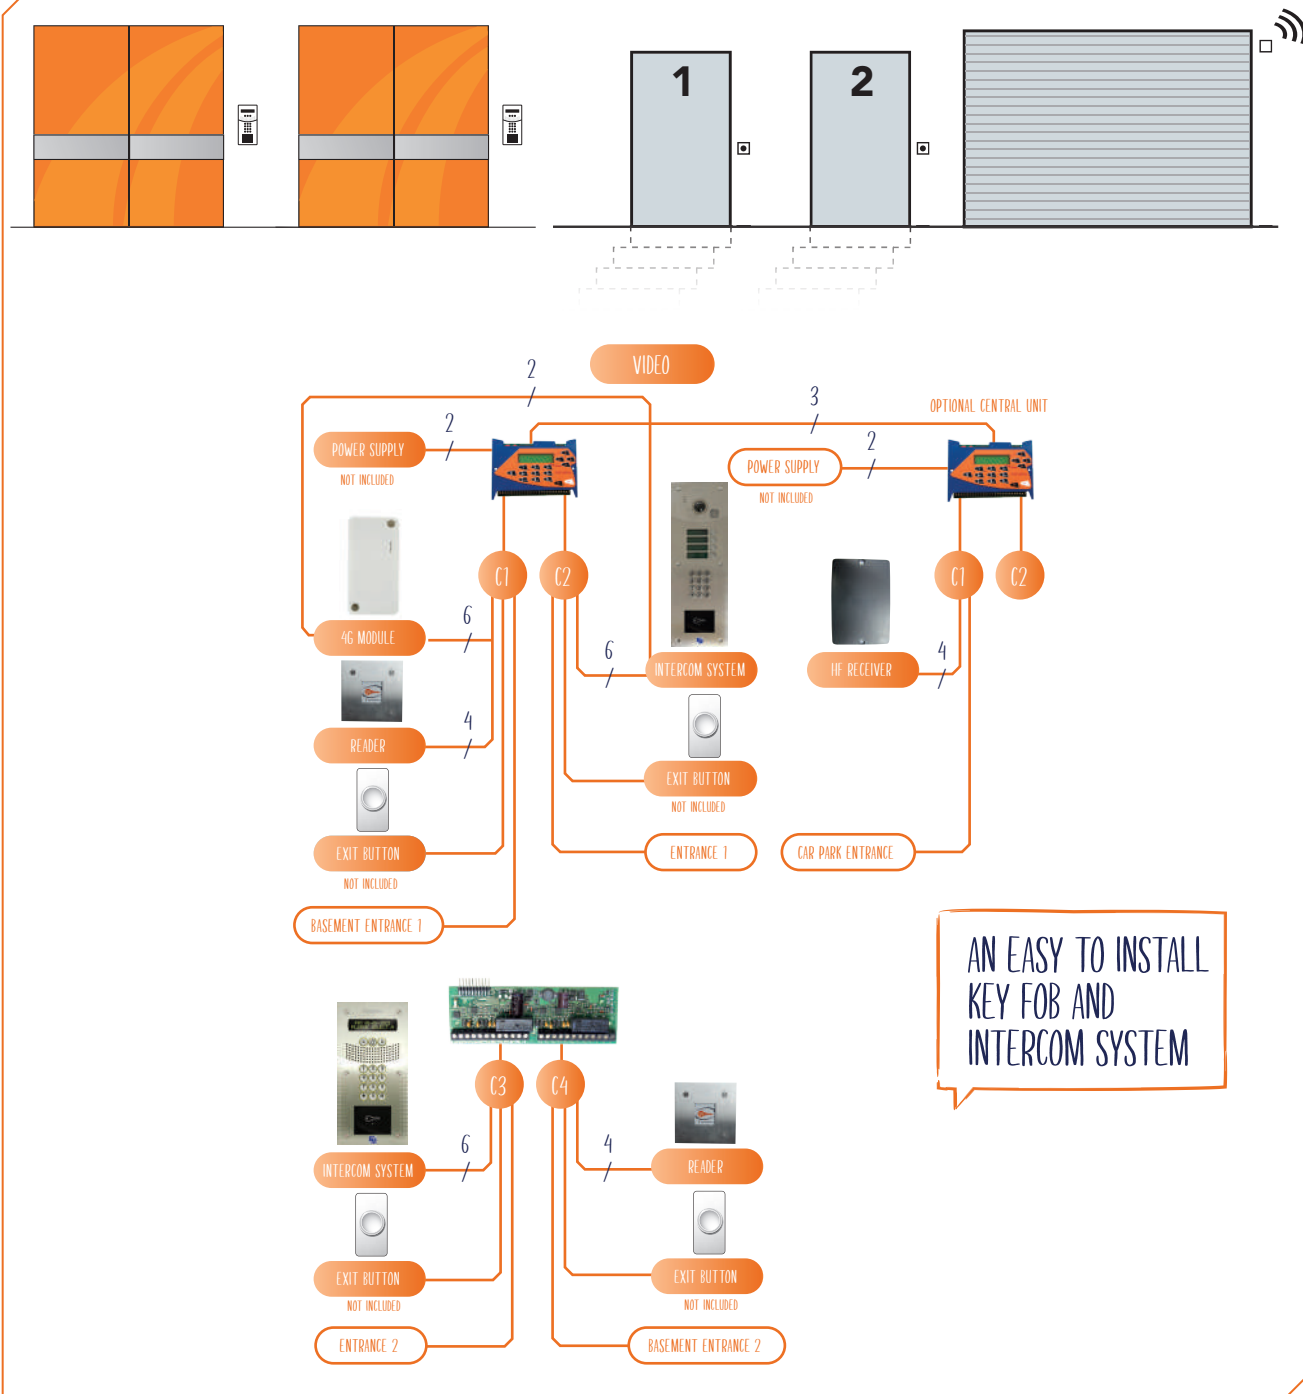 1
2
VIDEO
2
3
OPTIONAL CENTRAL UNIT
POWER SUPPLY
2
NOT INCLUDED
POWER SUPPLY
2
NOT INCLUDED
C1
C2
C1
C2
4G MODULE
6
6
INTERCOM SYSTEM
HF RECEIVER
4
READER
4
EXIT BUTTON
NOT INCLUDED
EXIT BUTTON
NOT INCLUDED
ENTRANCE 1
CAR PARK ENTRANCE
BASEMENT ENTRANCE 1
AN EASY TO INSTALL
KEY FOB AND
INTERCOM SYSTEM
C3
C4
INTERCOM SYSTEM
6
4
READER
EXIT BUTTON
NOT INCLUDED
EXIT BUTTON
NOT INCLUDED
ENTRANCE 2
BASEMENT ENTRANCE 2